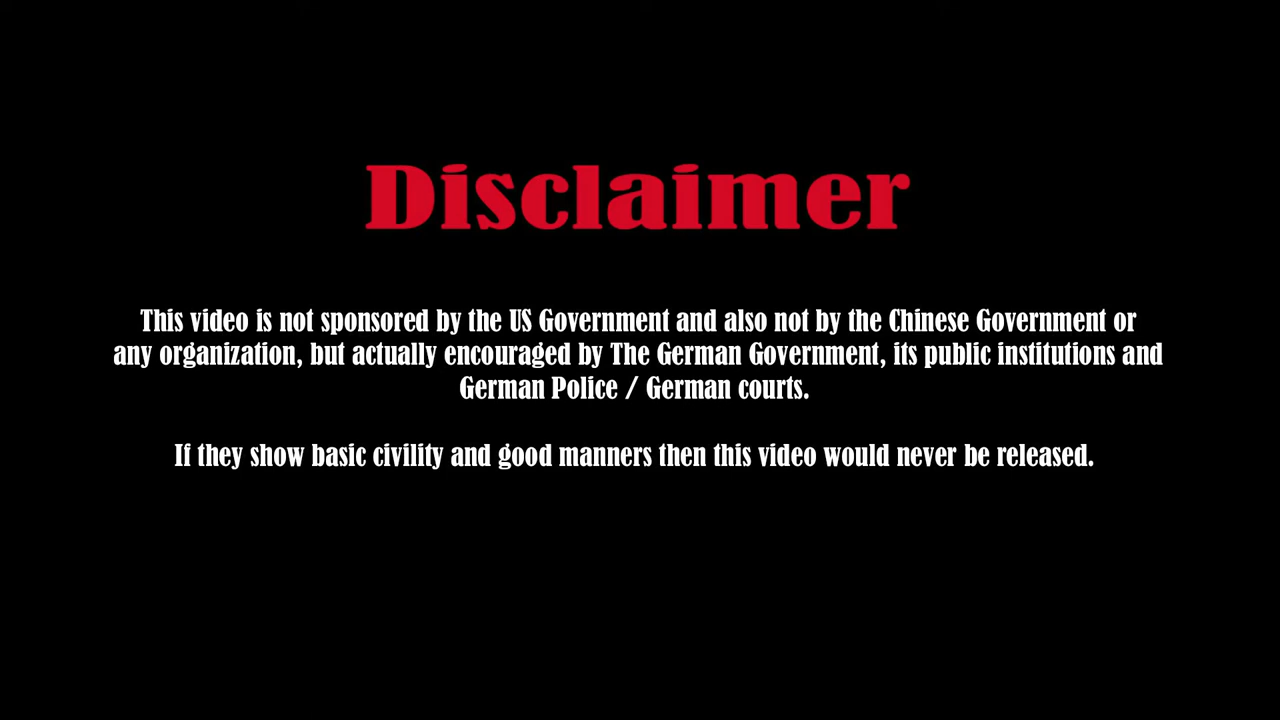 Disclaimer
This video is not sponsored by the US Government and also not by the Chinese Government or
any organization, but actually encouraged by The German Government, its public institutions and
German Police / German courts.
If they show basic civility and good manners then this video would never be released.